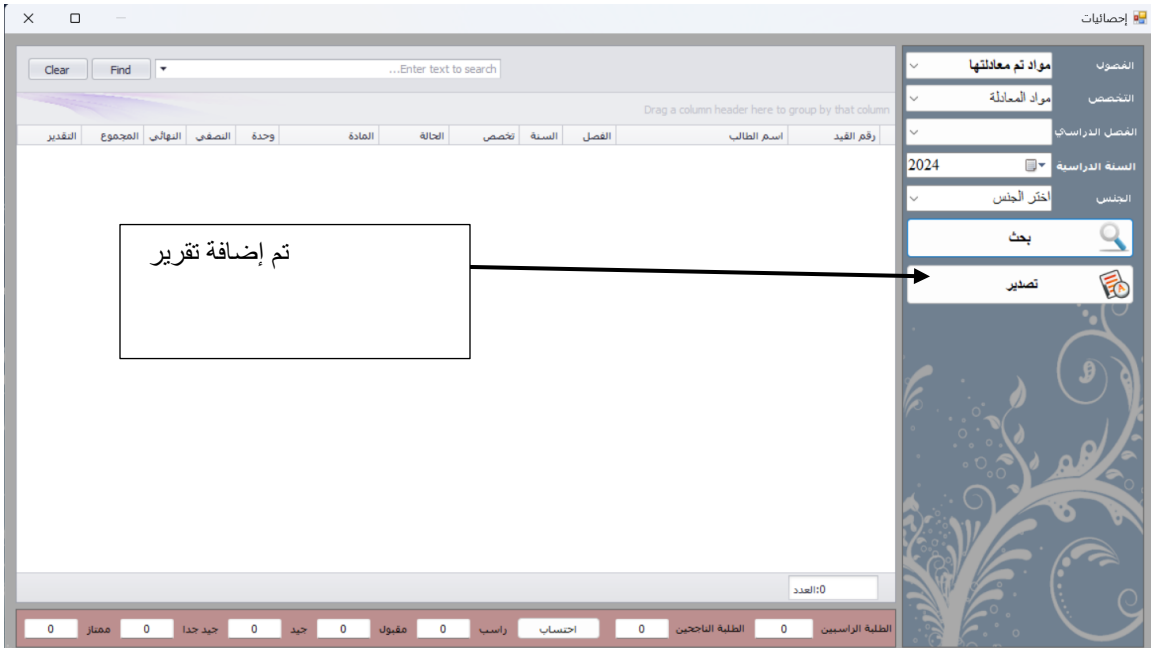 إحصائيات
الفصول مواد تم معادلتها
التخصص مواد المعادلة
الفصل الدراسي
السنة الدراسية 2024
الجنس اختر الجنس
بحث
تصدير
Clear Find Enter text to search...
Drag a column header here to group by that column
رقم القيد اسم الطالب الفصل السنة تخصص الحالة المادة وحدة النصفي النهائي المجموع التقدير
تم إضافة تقرير
0:العدد
الطلبة الراسبين 0 الطلبة الناجحين 0 احتساب راسب 0 مقبول 0 جيد 0 جيد جدا 0 ممتاز 0